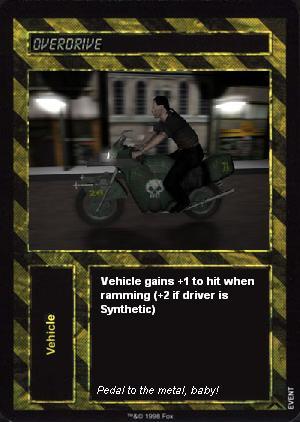 OVERDRIVE
Vehicle
Vehicle gains +1 to hit when
ramming (+2 if driver is
Synthetic)
Pedal to the metal, baby!
EVENT
™&© 1998 Fox